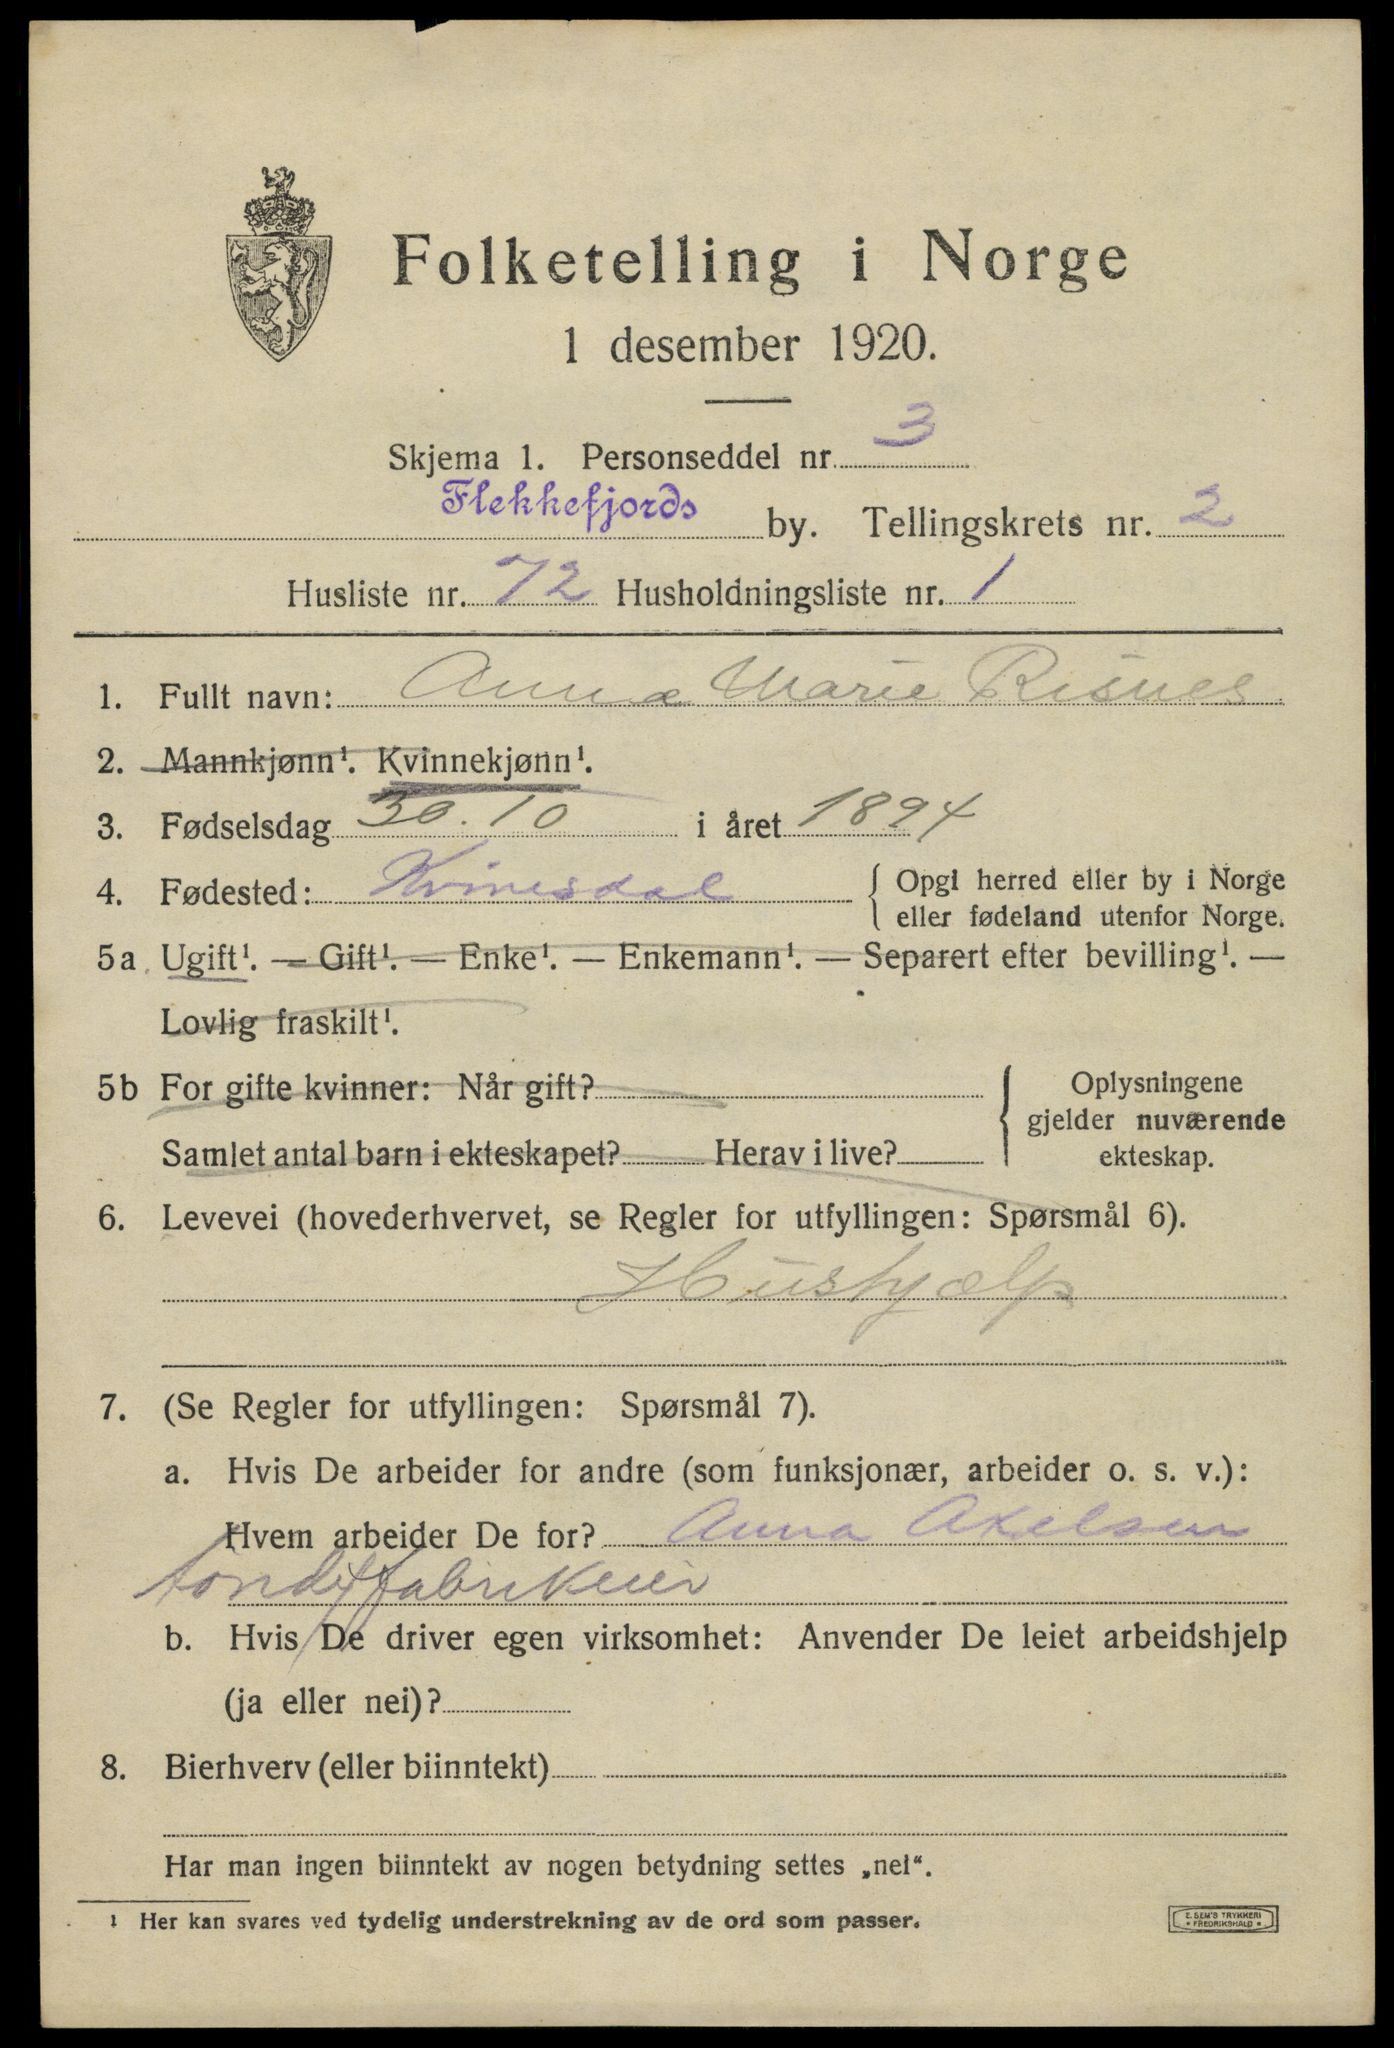 Folketelling i Norge
1 desember 1920.
Skjema 1. Personseddel nr. 3
Flekkefjords by. Tellingskrets nr. 2
Husliste nr. 72 Husholdningsliste nr. 1
1. Fullt navn: Anna Marie Risnes
2. Mannkjønn¹. Kvinnekjønn¹.
3. Fødselsdag 30.10 i året 1894
4. Fødested: Kvinesdal { Opgi herred eller by i Norge
eller fødeland utenfor Norge.
5a Ugift¹. — Gift¹. — Enke¹. — Enkemann¹. — Separert efter bevilling¹. —
Lovlig fraskilt¹.
5b For gifte kvinner: Når gift? { Oplysningene
gjelder nuværende
Samlet antal barn i ekteskapet? Herav i live? ekteskap.
6. Levevei (hovederhvervet, se Regler for utfyllingen: Spørsmål 6).
Hushjælp
7. (Se Regler for utfyllingen: Spørsmål 7).
a. Hvis De arbeider for andre (som funksjonær, arbeider o. s. v.):
Hvem arbeider De for? Anna Axelsen
fabrikeier
b. Hvis De driver egen virksomhet: Anvender De leiet arbeidshjelp
(ja eller nei)?
8. Bierhverv (eller biinntekt)
Har man ingen biinntekt av nogen betydning settes „nei“.
¹ Her kan svares ved tydelig understrekning av de ord som passer.
E. SEM'S TRYKKERI
• FREDRIKSHALD •